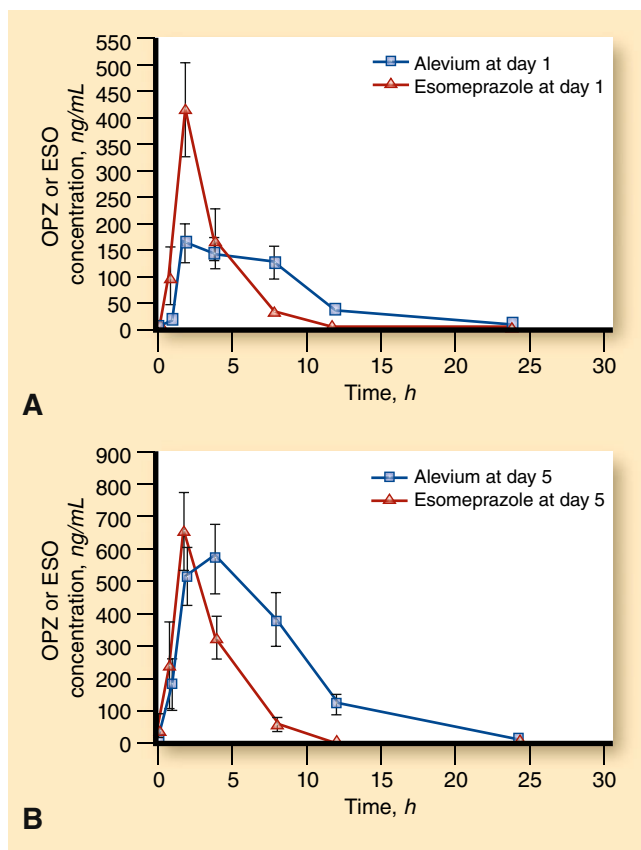 550
500
450
400
350
300
250
200
150
100
50
0
OPZ or ESO
concentration, ng/mL
Alevium at day 1
Esomeprazole at day 1
0 5 10 15 20 25 30
Time, h
A
900
800
700
600
500
400
300
200
100
0
OPZ or ESO
concentration, ng/mL
Alevium at day 5
Esomeprazole at day 5
0 5 10 15 20 25 30
Time, h
B